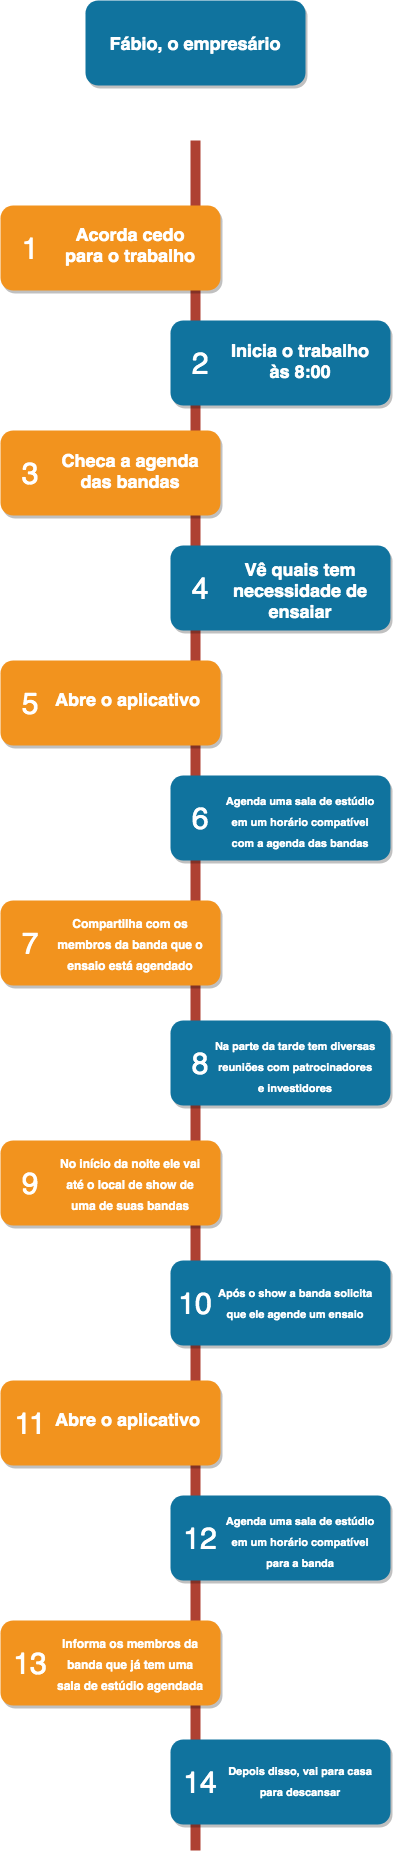 Fábio, o empresário
1
Acorda cedo
para o trabalho
2
Inicia o trabalho
às 8:00
3
Checa a agenda
das bandas
4
Vê quais tem
necessidade de
ensaiar
5
Abre o aplicativo
6
Agenda uma sala de estúdio
em um horário compatível
com a agenda das bandas
7
Compartilha com os
membros da banda que o
ensaio está agendado
8
Na parte da tarde tem diversas
reuniões com patrocinadores
e investidores
9
No início da noite ele vai
até o local de show de
uma de suas bandas
10
Após o show a banda solicita
que ele agende um ensaio
11
Abre o aplicativo
12
Agenda uma sala de estúdio
em um horário compatível
para a banda
13
Informa os membros da
banda que já tem uma
sala de estúdio agendada
14
Depois disso, vai para casa
para descansar